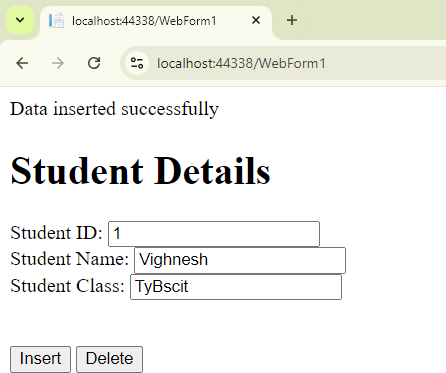 localhost:44338/WebForm1
localhost:44338/WebForm1
Data inserted successfully
Student Details
Student ID: 1
Student Name: Vighnesh
Student Class: TyBscit
Insert Delete